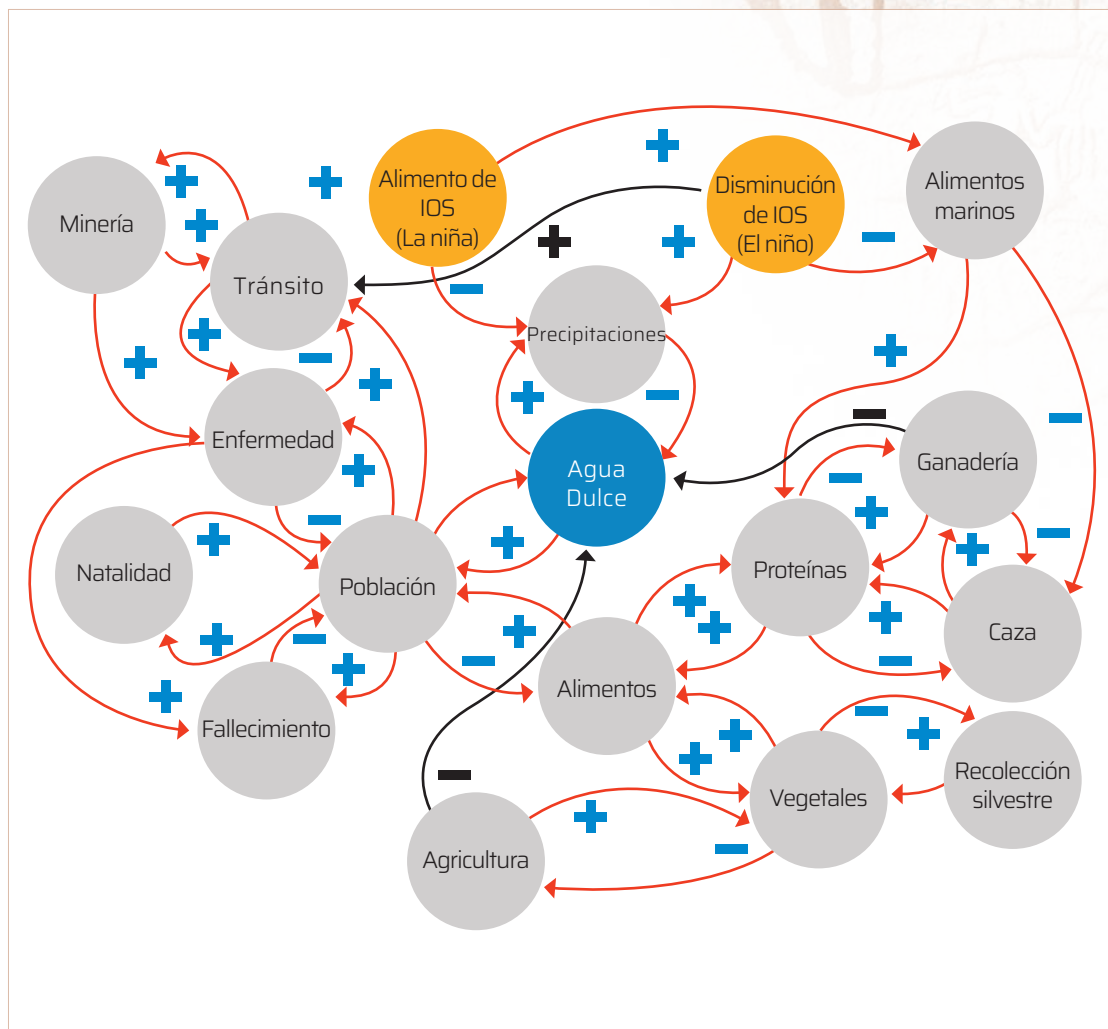 Alimento de
IOS
(La niña)
Disminución
de IOS
(El niño)
Alimentos
marinos
Minería
Tránsito
Precipitaciones
Enfermedad
Agua
Dulce
Ganadería
Natalidad
Población
Proteínas
Caza
Alimentos
Fallecimiento
Vegetales
Recolección
silvestre
Agricultura